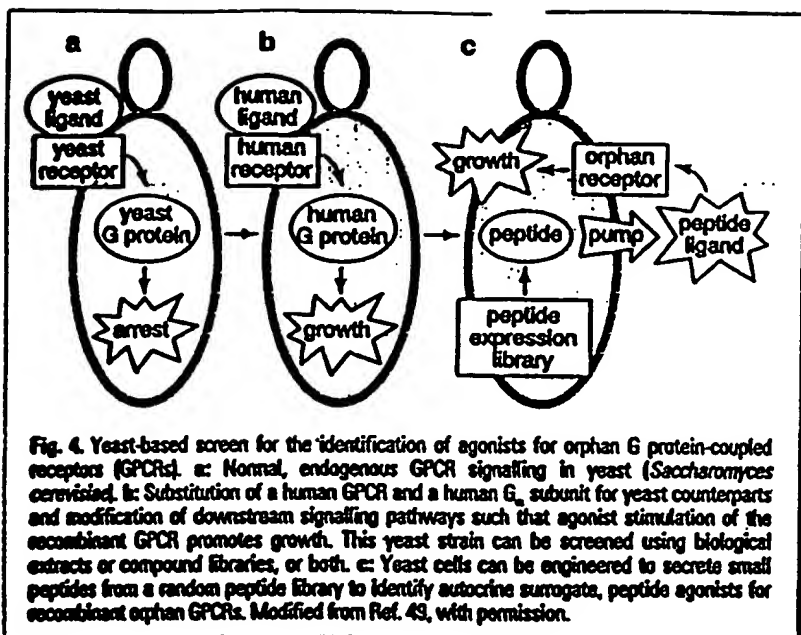 a
b
c
yeast
ligand
yeast
receptor
yeast
G protein
arrest
human
ligand
human
receptor
human
G protein
growth
growth
orphan
receptor
peptide
pump
peptide
ligand
peptide
expression
library
Fig. 4. Yeast-based screen for the identification of agonists for orphan G protein-coupled
receptors (GPCRs). a: Normal, endogenous GPCR signalling in yeast (Saccharomyces
cerevisiae). b: Substitution of a human GPCR and a human Gα subunit for yeast counterparts
and modification of downstream signalling pathways such that agonist stimulation of the
recombinant GPCR promotes growth. This yeast strain can be screened using biological
extracts or compound libraries, or both. c: Yeast cells can be engineered to secrete small
peptides from a random peptide library to identify autocrine surrogate, peptide agonists for
recombinant orphan GPCRs. Modified from Ref. 49, with permission.